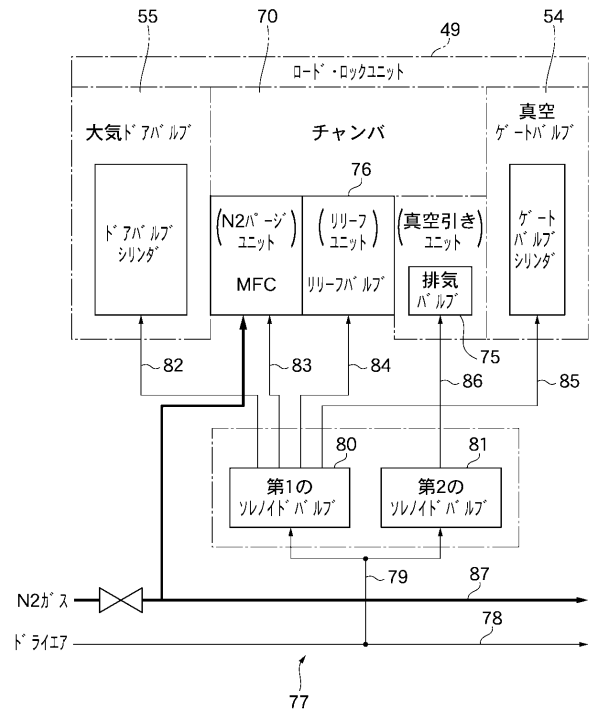 55
70
49
54
ﾛｰﾄﾞ・ﾛｯｸﾕﾆｯﾄ
大気ﾄﾞｱﾊﾞﾙﾌﾞ
チャンバ
真空
ｹﾞｰﾄﾊﾞﾙﾌﾞ
76
ﾄﾞｱﾊﾞﾙﾌﾞ
ｼﾘﾝﾀﾞ
(N2ﾊﾟｰｼﾞ
ﾕﾆｯﾄ)
MFC
(ﾘﾘｰﾌ
ﾕﾆｯﾄ)
ﾘﾘｰﾌﾊﾞﾙﾌﾞ
(真空引き
ﾕﾆｯﾄ)
排気
ﾊﾞﾙﾌﾞ
ｹﾞｰﾄ
ﾊﾞﾙﾌﾞ
ｼﾘﾝﾀﾞ
75
82
83
84
86
85
80
81
第1の
ｿﾚﾉｲﾄﾞﾊﾞﾙﾌﾞ
第2の
ｿﾚﾉｲﾄﾞﾊﾞﾙﾌﾞ
79
87
N2ｶﾞｽ
78
ﾄﾞﾗｲｴｱ
77